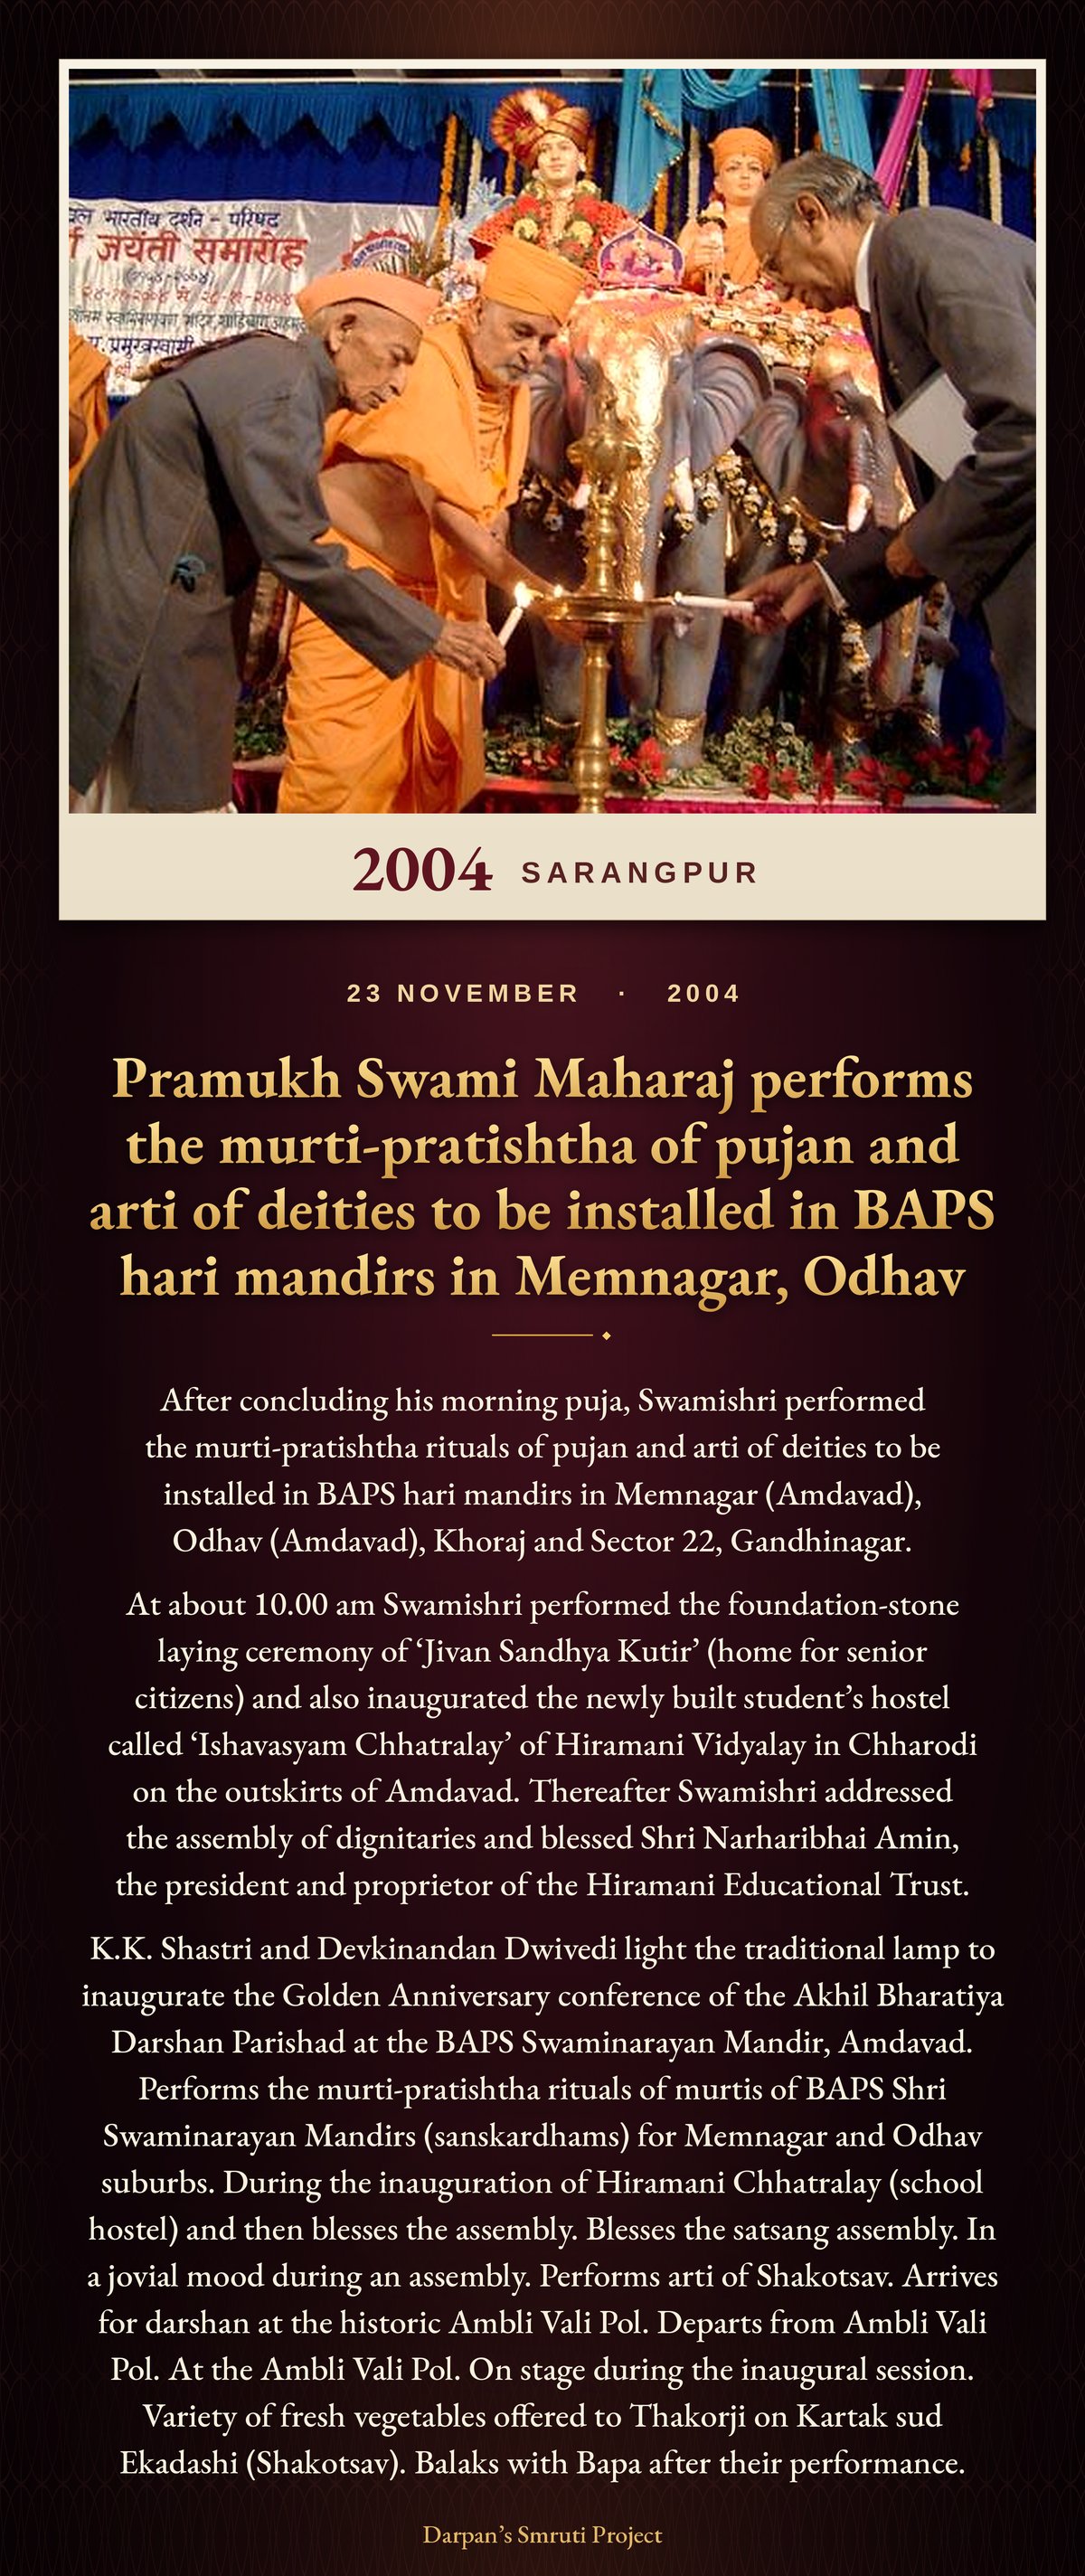 भारतीय दर्शन - परिषद
जयंती समारोह
प्रमुखस्वामी
2004 SARANGPUR
23 NOVEMBER · 2004
Pramukh Swami Maharaj performs
the murti-pratishtha of pujan and
arti of deities to be installed in BAPS
hari mandirs in Memnagar, Odhav
After concluding his morning puja, Swamishri performed
the murti-pratishtha rituals of pujan and arti of deities to be
installed in BAPS hari mandirs in Memnagar (Amdavad),
Odhav (Amdavad), Khoraj and Sector 22, Gandhinagar.
At about 10.00 am Swamishri performed the foundation-stone
laying ceremony of ‘Jivan Sandhya Kutir’ (home for senior
citizens) and also inaugurated the newly built student’s hostel
called ‘Ishavasyam Chhatralay’ of Hiramani Vidyalay in Chharodi
on the outskirts of Amdavad. Thereafter Swamishri addressed
the assembly of dignitaries and blessed Shri Narharibhai Amin,
the president and proprietor of the Hiramani Educational Trust.
K.K. Shastri and Devkinandan Dwivedi light the traditional lamp to
inaugurate the Golden Anniversary conference of the Akhil Bharatiya
Darshan Parishad at the BAPS Swaminarayan Mandir, Amdavad.
Performs the murti-pratishtha rituals of murtis of BAPS Shri
Swaminarayan Mandirs (sanskardhams) for Memnagar and Odhav
suburbs. During the inauguration of Hiramani Chhatralay (school
hostel) and then blesses the assembly. Blesses the satsang assembly. In
a jovial mood during an assembly. Performs arti of Shakotsav. Arrives
for darshan at the historic Ambli Vali Pol. Departs from Ambli Vali
Pol. At the Ambli Vali Pol. On stage during the inaugural session.
Variety of fresh vegetables offered to Thakorji on Kartak sud
Ekadashi (Shakotsav). Balaks with Bapa after their performance.
Darpan’s Smruti Project